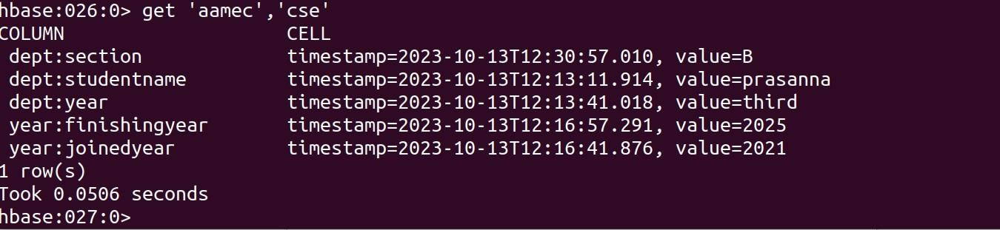 hbase:026:0> get 'aamec','cse'
COLUMN CELL
dept:section timestamp=2023-10-13T12:30:57.010, value=B
dept:studentname timestamp=2023-10-13T12:13:11.914, value=prasanna
dept:year timestamp=2023-10-13T12:13:41.018, value=third
year:finishingyear timestamp=2023-10-13T12:16:57.291, value=2025
year:joinedyear timestamp=2023-10-13T12:16:41.876, value=2021
1 row(s)
Took 0.0506 seconds
hbase:027:0>